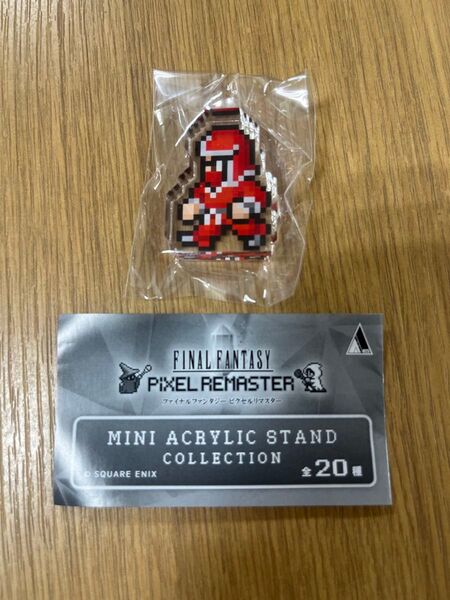 FINAL FANTASY
PIXEL REMASTER
ファイナルファンタジー ピクセルリマスター
MINI ACRYLIC STAND
COLLECTION
© SQUARE ENIX
全20種